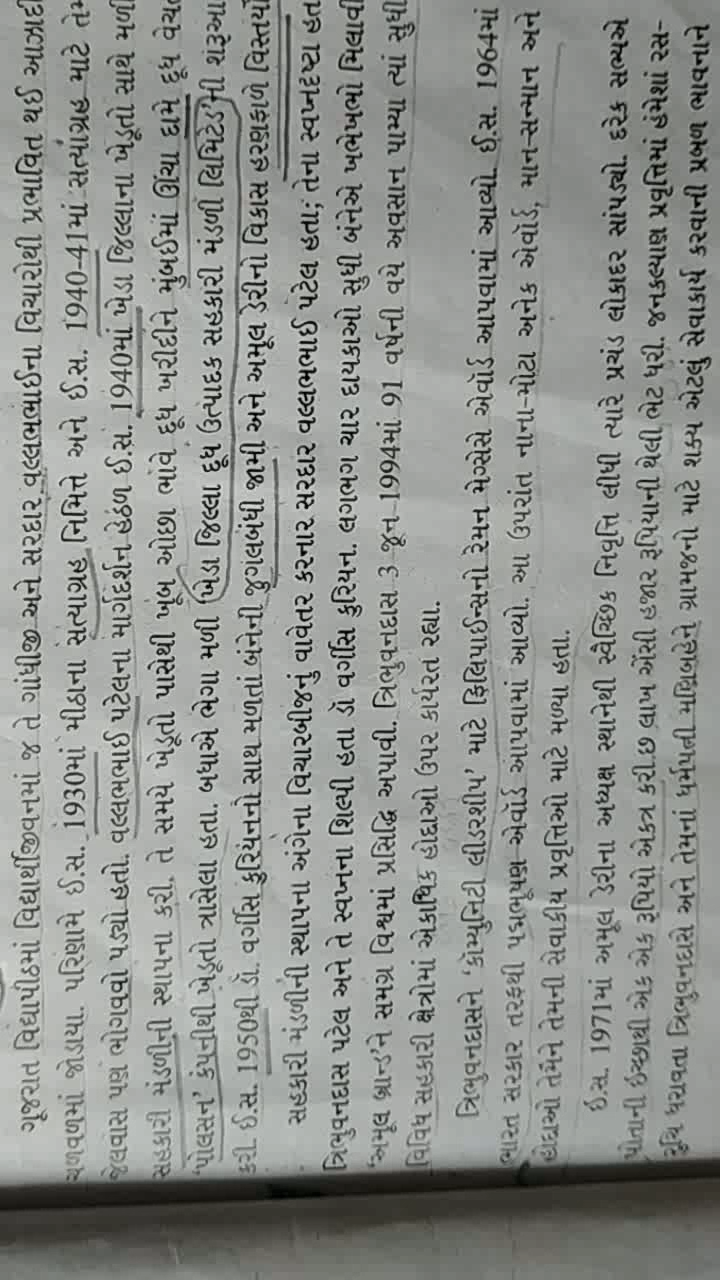 ગુજરાત વિદ્યાપીઠમાં વિદ્યાર્થીજીવનમાં જ તે ગાંધીજી અને સરદાર વલ્લભભાઈના વિચારોથી પ્રભાવિત થઈ આઝાદી
ચળવળમાં જોડાયા. પરિણામે ઈ.સ. 1930માં મીઠાના સત્યાગ્રહ નિમિત્તે અને ઈ.સ. 1940-41માં સત્યાગ્રહ માટે તેમ
જેલવાસ પણ ભોગવવો પડ્યો હતો. વલ્લભભાઈ પટેલના માર્ગદર્શન હેઠળ ઈ.સ. 1940માં ખેડા જિલ્લાના ખેડૂતો સાથે મળી
સહકારી મંડળીની સ્થાપના કરી. તે સમયે ખેડૂતો પાસેથી ખૂબ ઓછા ભાવે દૂધ ખરીદીને મુંબઈમાં ઊંચા દામે દૂધ વેચ
'પોલસન' કંપનીથી ખેડૂતો ત્રાસેલા હતા. બધાએ ભેગા મળી 'ખેડા જિલ્લા દૂધ ઉત્પાદક સહકારી મંડળી લિમિટેડ'ની શરૂઆ
કરી. ઈ.સ. 1950થી ડૉ. વર્ગીસ કુરિયનનો સાથ મળતાં બંનેની જુગલબંધી જામી અને અમૂલ ડેરીનો વિકાસ હરણફાળે વિસ્તર્યો
સહકારી મંડળીની સ્થાપના અંગેના વિચારબીજનું વાવેતર કરનાર સરદાર વલ્લભભાઈ પટેલ હતા; તેના સ્વપ્નદ્રષ્ટા હત
ત્રિભુવનદાસ પટેલ અને તે સ્વપ્નના શિલ્પી હતા ડૉ વર્ગીસ કુરિયન. લગભગ ચાર દાયકાઓ સુધી બંનેએ ખભેખભો મિલાવી
'અમૂલ બ્રાન્ડ'ને સમગ્ર વિશ્વમાં પ્રસિદ્ધિ અપાવી. ત્રિભુવનદાસ 3 જૂન 1994માં 91 વર્ષની વયે અવસાન પામ્યા ત્યાં સુધી
વિવિધ સહકારી ક્ષેત્રોમાં એકાધિક હોદ્દાઓ ઉપર કાર્યરત રહ્યા.
ત્રિભુવનદાસને 'કોમ્યુનિટી લીડરશીપ' માટે ફિલિપાઈન્સનો રેમન મેગ્સેસે એવોર્ડ આપવામાં આવ્યો. ઈ.સ. 1964માં
ભારત સરકાર તરફથી પદ્મભૂષણ એવોર્ડ આપવામાં આવ્યો. આ ઉપરાંત નાના-મોટા અનેક એવોર્ડ, માન-સન્માન અને
હોદ્દાઓ તેમને તેમની સેવાકીય પ્રવૃત્તિઓ માટે મળ્યા હતા.
ઈ.સ. 1971માં અમૂલ ડેરીના અધ્યક્ષ સ્થાનેથી સ્વૈચ્છિક નિવૃત્તિ લીધી ત્યારે પ્રચંડ લોકાદર સાંપડ્યો. દરેક સભ્યએ
પોતાની ઇચ્છાથી એક એક રૂપિયો એકત્ર કરી છ લાખ એંસી હજાર રૂપિયાની થેલી ભેટ ધરી. જનકલ્યાણ પ્રવૃત્તિમાં હંમેશાં રસ-
રુચિ ધરાવતા ત્રિભુવનદાસે અને તેમનાં ધર્મપત્ની મણિબહેને ગ્રામજનો માટે શક્ય એટલું સેવાકાર્ય કરવાની પ્રબળ ભાવનાને